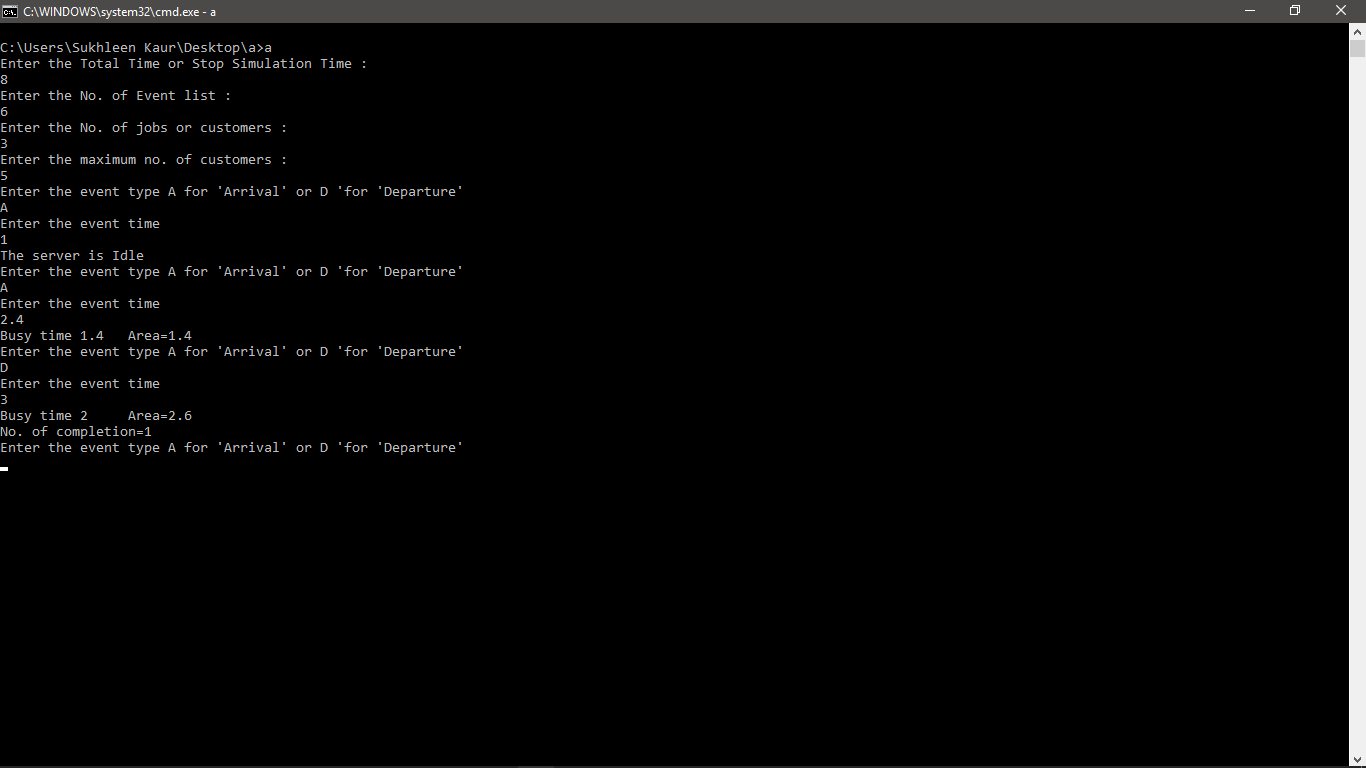 C:\WINDOWS\system32\cmd.exe - a
C:\Users\Sukhleen Kaur\Desktop\a>a
Enter the Total Time or Stop Simulation Time :
8
Enter the No. of Event list :
6
Enter the No. of jobs or customers :
3
Enter the maximum no. of customers :
5
Enter the event type A for 'Arrival' or D 'for 'Departure'
A
Enter the event time
1
The server is Idle
Enter the event type A for 'Arrival' or D 'for 'Departure'
A
Enter the event time
2.4
Busy time 1.4   Area=1.4
Enter the event type A for 'Arrival' or D 'for 'Departure'
D
Enter the event time
3
Busy time 2     Area=2.6
No. of completion=1
Enter the event type A for 'Arrival' or D 'for 'Departure'